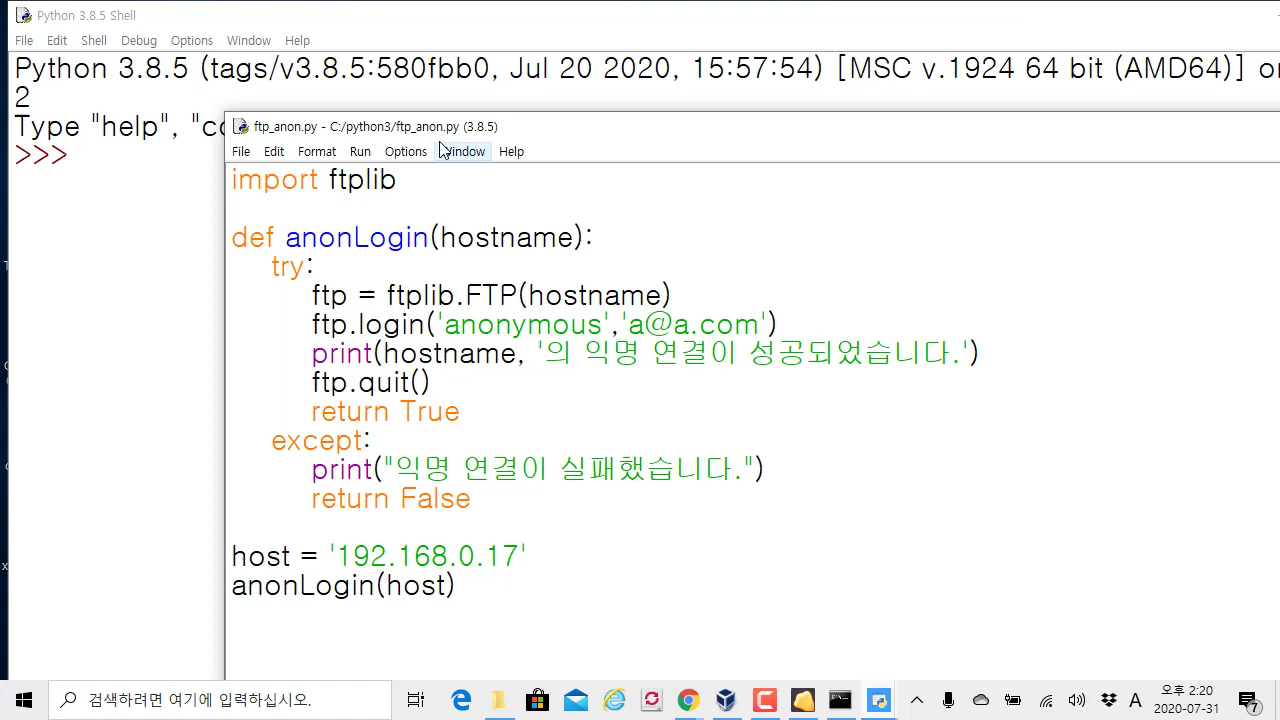 Python 3.8.5 Shell
File Edit Shell Debug Options Window Help
Python 3.8.5 (tags/v3.8.5:580fbb0, Jul 20 2020, 15:57:54) [MSC v.1924 64 bit (AMD64)] on
2
Type "help", "co
>>>
ftp_anon.py - C:/python3/ftp_anon.py (3.8.5)
File Edit Format Run Options Window Help
import ftplib
def anonLogin(hostname):
try:
ftp = ftplib.FTP(hostname)
ftp.login('anonymous','a@a.com')
print(hostname, '의 익명 연결이 성공되었습니다.')
ftp.quit()
return True
except:
print("익명 연결이 실패했습니다.")
return False
host = '192.168.0.17'
anonLogin(host)
검색하려면 여기에 입력하십시오.
A
오후 2:20
2020-07-31
7